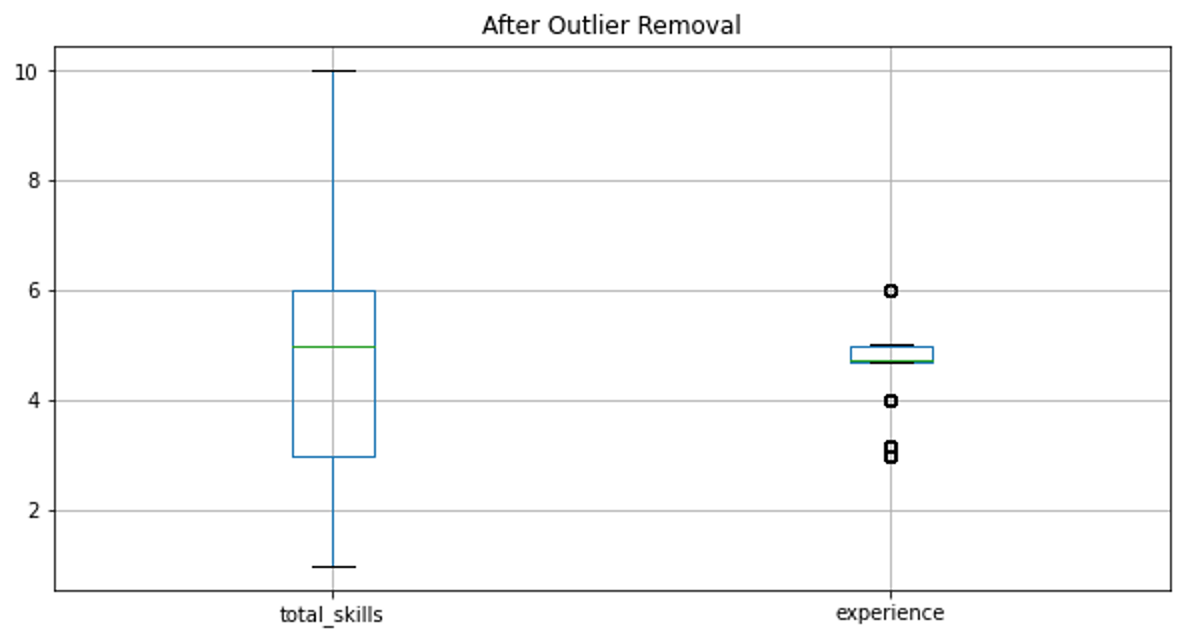 After Outlier Removal
10
8
6
4
2
total_skills
experience